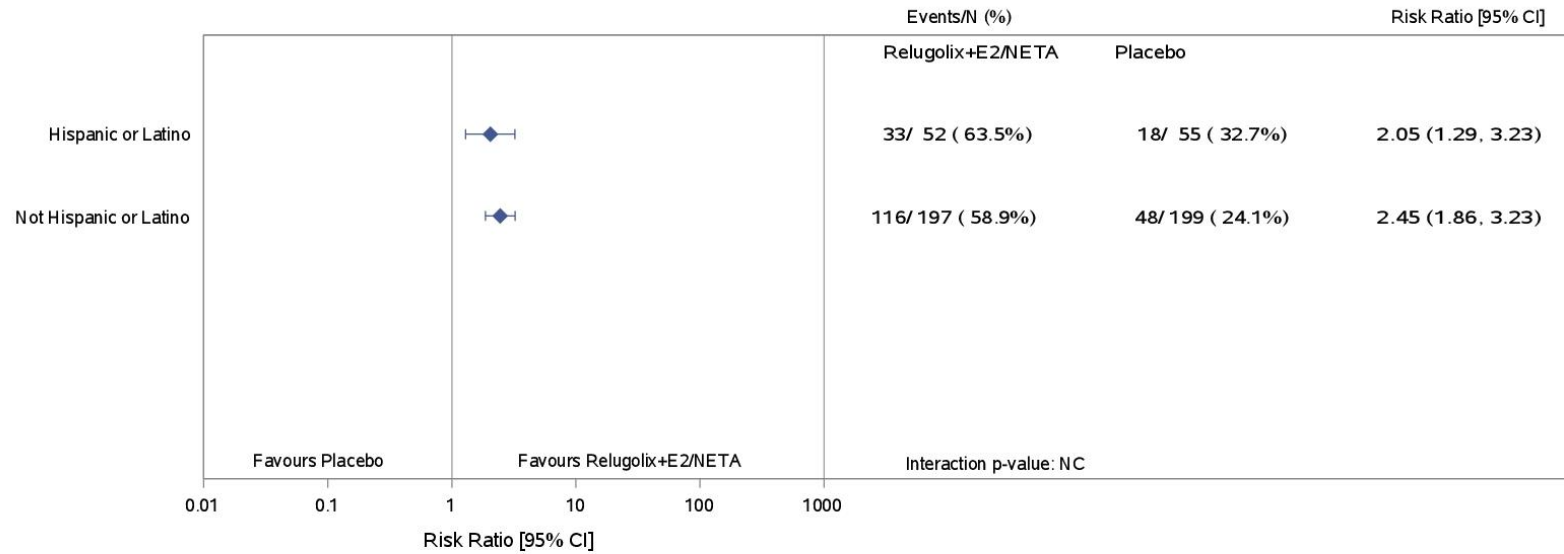 Events/N (%) Risk Ratio [95% CI]
Relugolix+E2/NETA Placebo
Hispanic or Latino 33/ 52 ( 63.5%) 18/ 55 ( 32.7%) 2.05 (1.29, 3.23)
Not Hispanic or Latino 116/ 197 ( 58.9%) 48/ 199 ( 24.1%) 2.45 (1.86, 3.23)
Favours Placebo Favours Relugolix+E2/NETA Interaction p-value: NC
0.01 0.1 1 10 100 1000
Risk Ratio [95% CI]